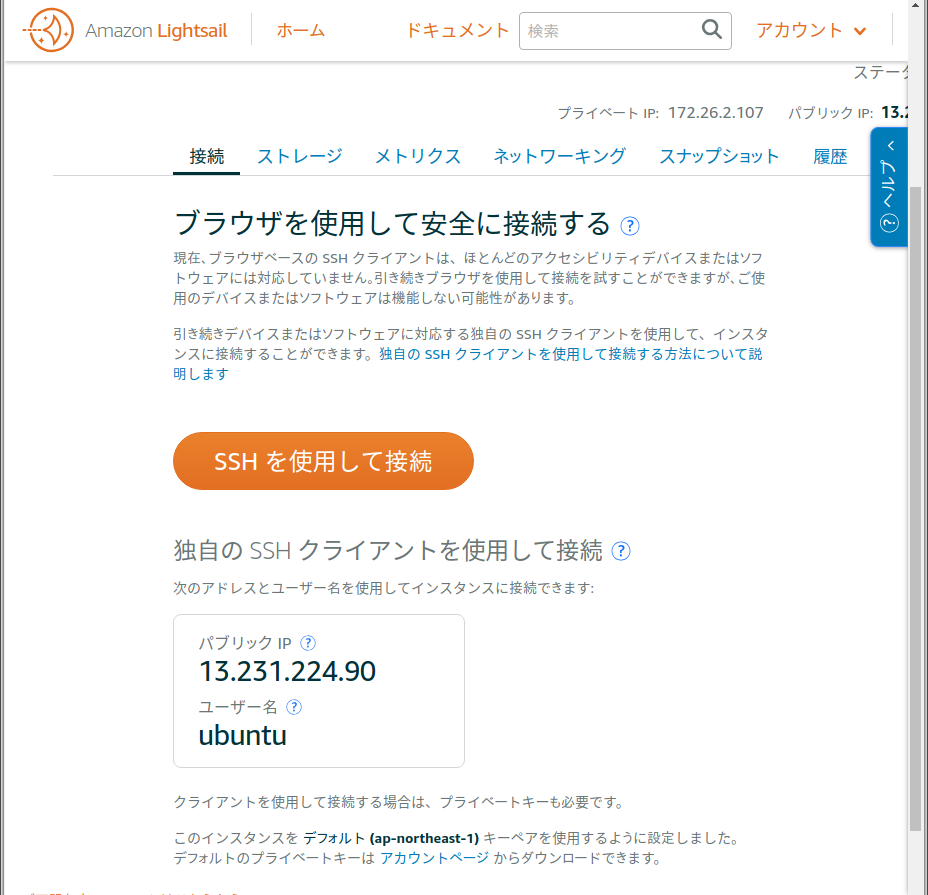 Amazon Lightsail ホーム ドキュメント 検索 アカウント
プライベート IP: 172.26.2.107 パブリック IP:
接続 ストレージ メトリクス ネットワーキング スナップショット 履歴
ヘルプ
ブラウザを使用して安全に接続する
現在、ブラウザベースの SSH クライアントは、ほとんどのアクセシビリティデバイスまたはソフ
トウェアには対応していません。引き続きブラウザを使用して接続を試すことができますが、ご使
用のデバイスまたはソフトウェアは機能しない可能性があります。
引き続きデバイスまたはソフトウェアに対応する独自の SSH クライアントを使用して、インスタ
ンスに接続することができます。独自の SSH クライアントを使用して接続する方法について説
明します
SSH を使用して接続
独自の SSH クライアントを使用して接続
次のアドレスとユーザー名を使用してインスタンスに接続できます:
パブリック IP
13.231.224.90
ユーザー名
ubuntu
クライアントを使用して接続する場合は、プライベートキーも必要です。
このインスタンスを デフォルト (ap-northeast-1) キーペアを使用するように設定しました。
デフォルトのプライベートキーは アカウントページ からダウンロードできます。